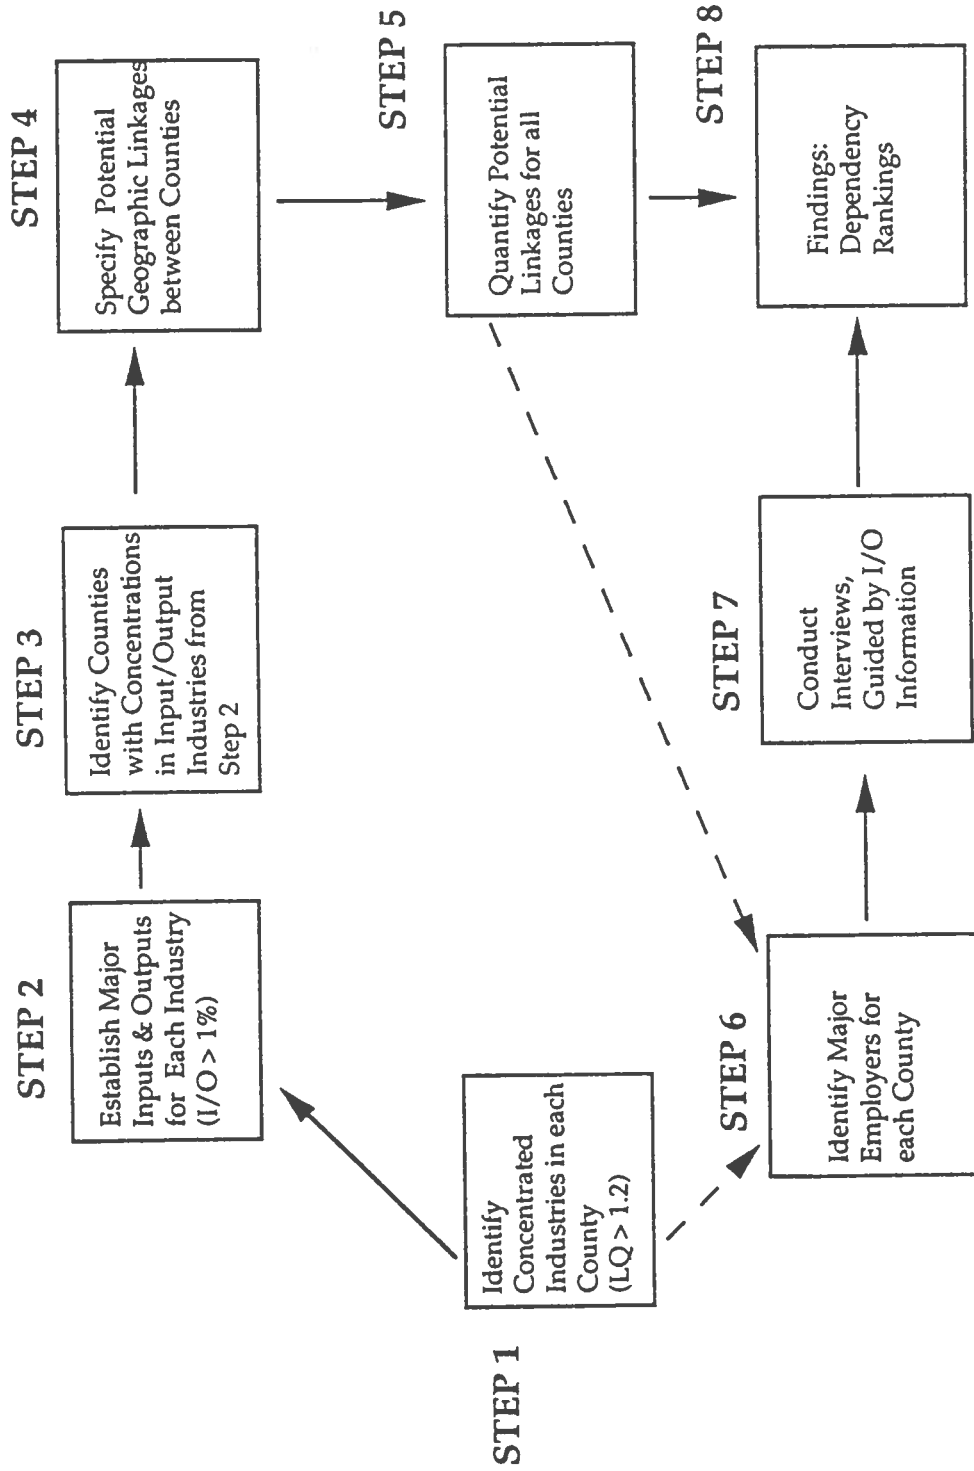 STEP 1
Identify
Concentrated
Industries in each
County
(LQ > 1.2)
STEP 2
Establish Major
Inputs & Outputs
for Each Industry
(I/O > 1%)
STEP 3
Identify Counties
with Concentrations
in Input/Output
Industries from
Step 2
STEP 4
Specify Potential
Geographic Linkages
between Counties
STEP 5
Quantify Potential
Linkages for all
Counties
STEP 6
Identify Major
Employers for
each County
STEP 7
Conduct
Interviews,
Guided by I/O
Information
STEP 8
Findings:
Dependency
Rankings